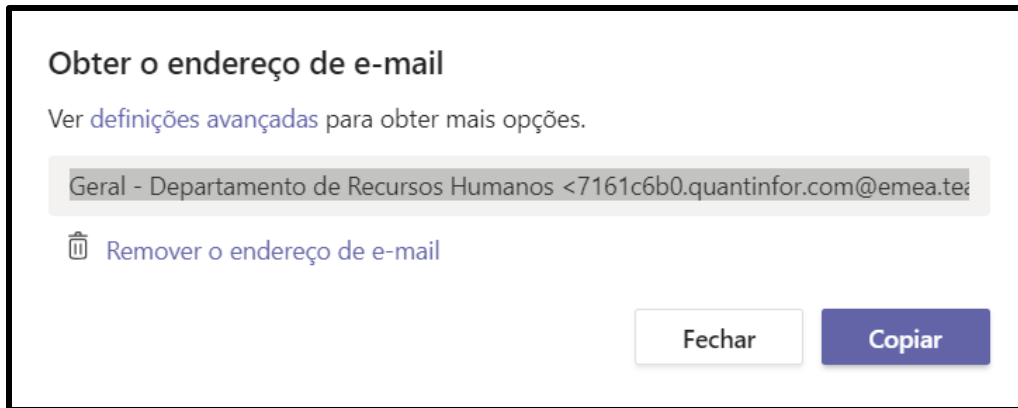 Obter o endereço de e-mail
Ver definições avançadas para obter mais opções.
Geral - Departamento de Recursos Humanos <7161c6b0.quantinfor.com@emea.tea
Remover o endereço de e-mail
Fechar Copiar